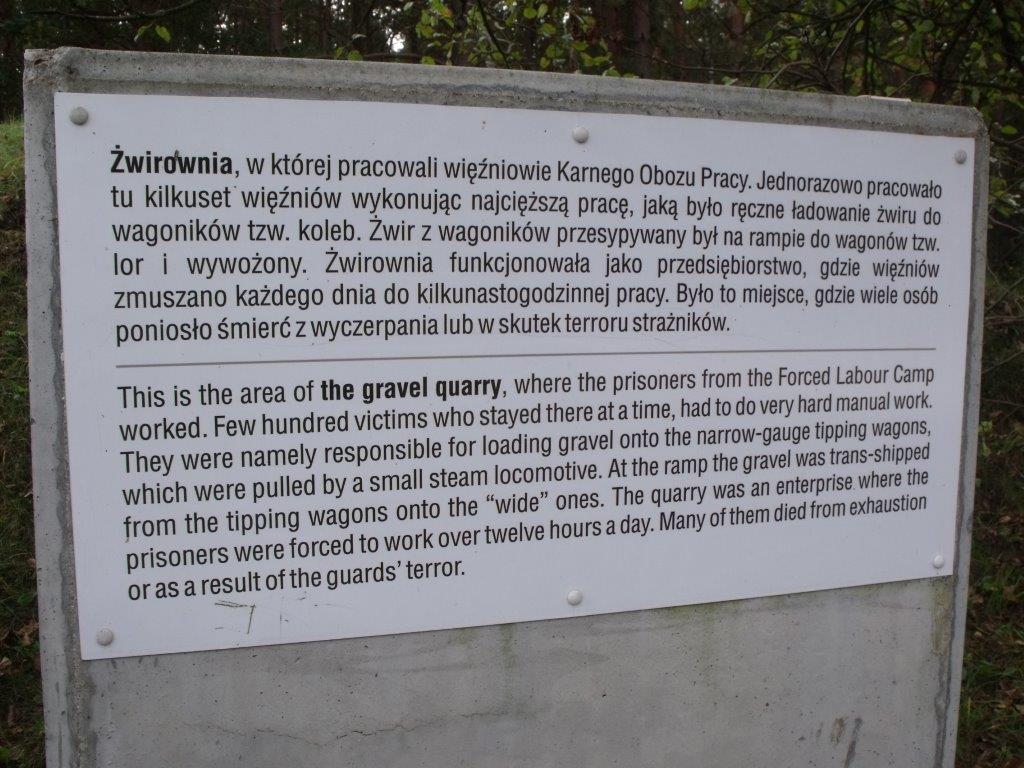 Żwirownia, w której pracowali więźniowie Karnego Obozu Pracy. Jednorazowo pracowało
tu kilkuset więźniów wykonując najcięższą pracę, jaką było ręczne ładowanie żwiru do
wagoników tzw. koleb. Żwir z wagoników przesypywany był na rampie do wagonów tzw.
lor i wywożony. Żwirownia funkcjonowała jako przedsiębiorstwo, gdzie więźniów
zmuszano każdego dnia do kilkunastogodzinnej pracy. Było to miejsce, gdzie wiele osób
poniosło śmierć z wyczerpania lub w skutek terroru strażników.
This is the area of the gravel quarry, where the prisoners from the Forced Labour Camp
worked. Few hundred victims who stayed there at a time, had to do very hard manual work.
They were namely responsible for loading gravel onto the narrow-gauge tipping wagons,
which were pulled by a small steam locomotive. At the ramp the gravel was trans-shipped
from the tipping wagons onto the “wide” ones. The quarry was an enterprise where the
prisoners were forced to work over twelve hours a day. Many of them died from exhaustion
or as a result of the guards’ terror.